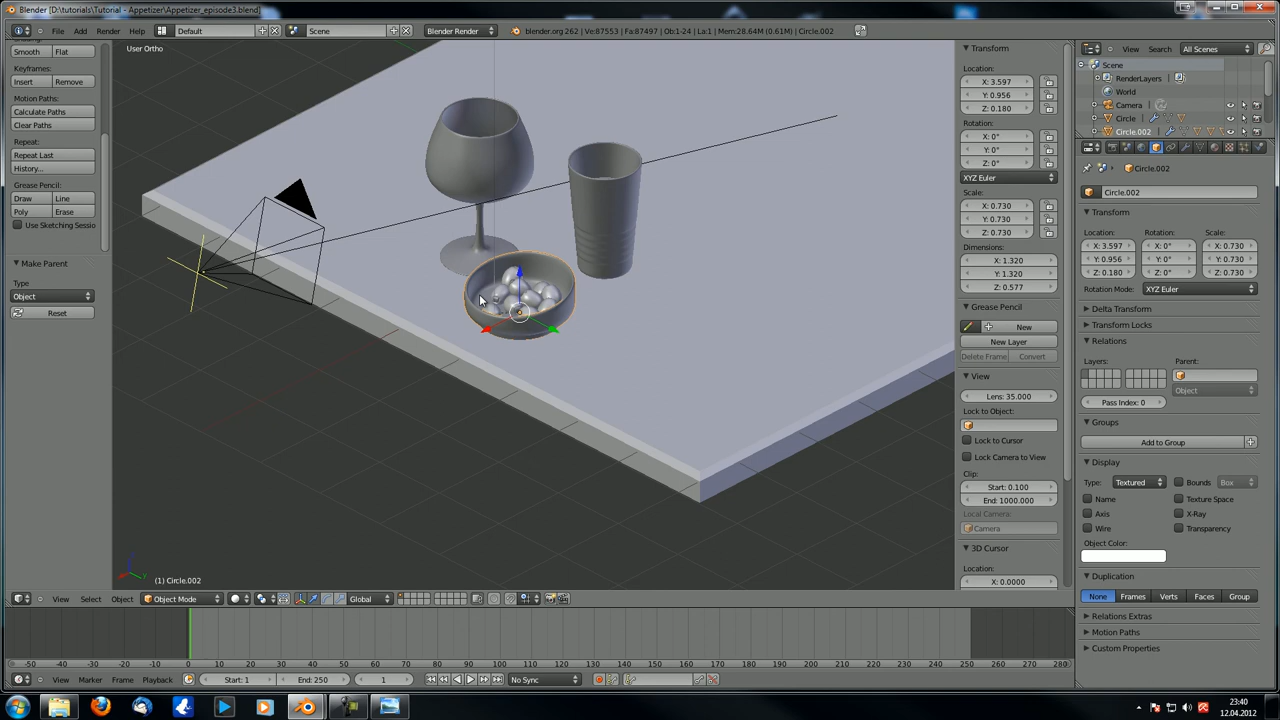 Blender [D:\tutorials\Tutorial - Appetizer\Appetizer_episode3.blend]
File Add Render Help Default Scene Blender Render blender.org 262 | Ve:87553 | Fa:87497 | Ob:1-24 | La:1 | Mem:28.64M (0.61M) | Circle.002
View Search All Scenes
User Ortho
Smooth Flat
Keyframes:
Insert Remove
Motion Paths:
Calculate Paths
Clear Paths
Repeat:
Repeat Last
History...
Grease Pencil:
Draw Line
Poly Erase
Use Sketching Sessio
Make Parent
Type
Object
Reset
Transform
Location:
X: 3.597
Y: 0.956
Z: 0.180
Rotation:
X: 0°
Y: 0°
Z: 0°
XYZ Euler
Scale:
X: 0.730
Y: 0.730
Z: 0.730
Dimensions:
X: 1.320
Y: 1.320
Z: 0.577
Grease Pencil
New
New Layer
Delete Frame Convert
View
Lens: 35.000
Lock to Object:
Lock to Cursor
Lock Camera to View
Clip:
Start: 0.100
End: 1000.000
Local Camera:
Camera
3D Cursor
Location:
X: 0.0000
Scene
RenderLayers
World
Camera
Circle
Circle.002
Circle.002
Circle.002
Transform
Location: Rotation: Scale:
X: 3.597 X: 0° X: 0.730
Y: 0.956 Y: 0° Y: 0.730
Z: 0.180 Z: 0° Z: 0.730
Rotation Mode: XYZ Euler
Delta Transform
Transform Locks
Relations
Layers: Parent:
Object
Pass Index: 0
Groups
Add to Group
Display
Type: Textured Bounds Box
Name Texture Space
Axis X-Ray
Wire Transparency
Object Color:
Duplication
None Frames Verts Faces Group
Relations Extras
Motion Paths
Custom Properties
(1) Circle.002
View Select Object Object Mode Global
-50 -40 -30 -20 -10 0 10 20 30 40 50 60 70 80 90 100 110 120 130 140 150 160 170 180 190 200 210 220 230 240 250 260 270 280
View Marker Frame Playback Start: 1 End: 250 1 No Sync
23:40
12.04.2012